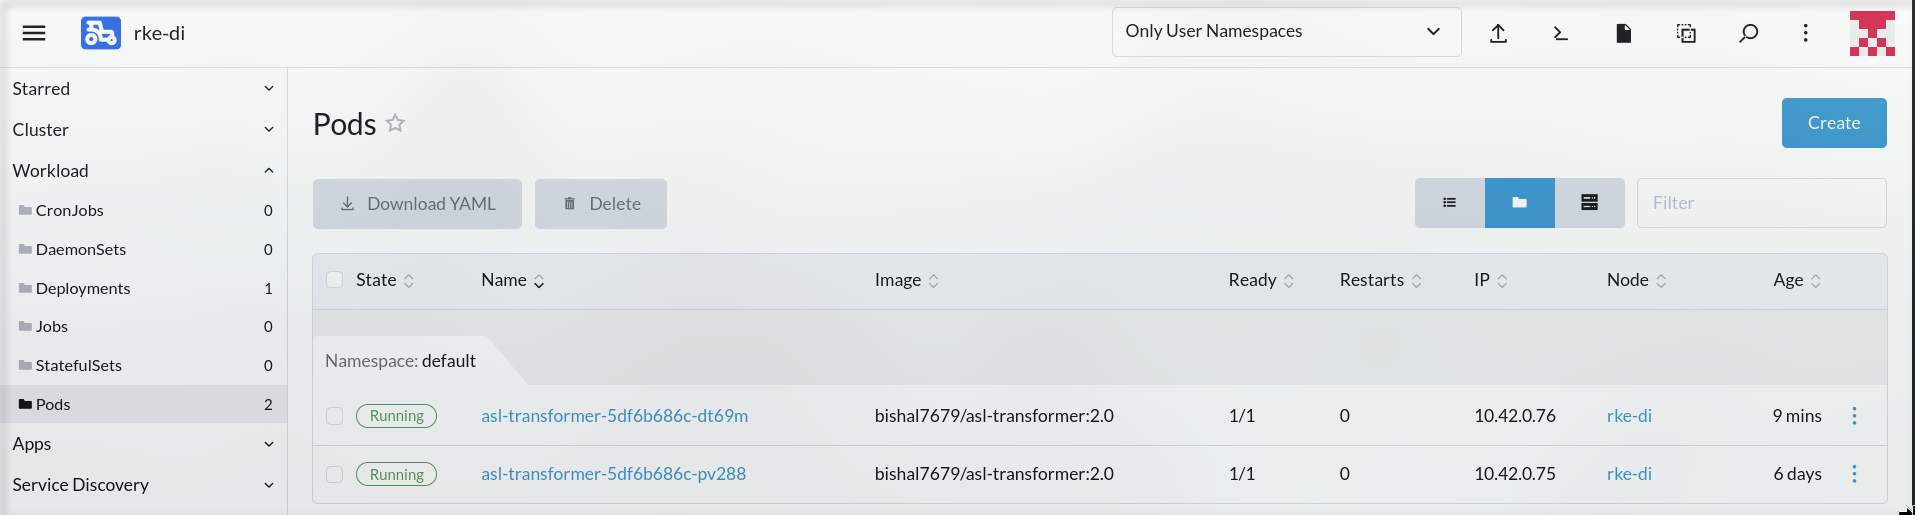 rke-di
Only User Namespaces
Starred
Cluster
Workload
CronJobs 0
DaemonSets 0
Deployments 1
Jobs 0
StatefulSets 0
Pods 2
Apps
Service Discovery
Pods
Create
Download YAML
Delete
Filter
State Name Image Ready Restarts IP Node Age
Namespace: default
Running asl-transformer-5df6b686c-dt69m bishal7679/asl-transformer:2.0 1/1 0 10.42.0.76 rke-di 9 mins
Running asl-transformer-5df6b686c-pv288 bishal7679/asl-transformer:2.0 1/1 0 10.42.0.75 rke-di 6 days